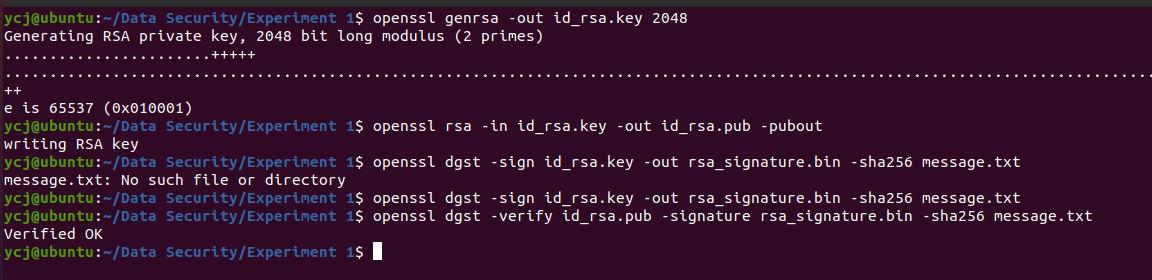 ycj@ubuntu:~/Data Security/Experiment 1$ openssl genrsa -out id_rsa.key 2048
Generating RSA private key, 2048 bit long modulus (2 primes)
.......................+++++
................................................................................................................................
++
e is 65537 (0x010001)
ycj@ubuntu:~/Data Security/Experiment 1$ openssl rsa -in id_rsa.key -out id_rsa.pub -pubout
writing RSA key
ycj@ubuntu:~/Data Security/Experiment 1$ openssl dgst -sign id_rsa.key -out rsa_signature.bin -sha256 message.txt
message.txt: No such file or directory
ycj@ubuntu:~/Data Security/Experiment 1$ openssl dgst -sign id_rsa.key -out rsa_signature.bin -sha256 message.txt
ycj@ubuntu:~/Data Security/Experiment 1$ openssl dgst -verify id_rsa.pub -signature rsa_signature.bin -sha256 message.txt
Verified OK
ycj@ubuntu:~/Data Security/Experiment 1$